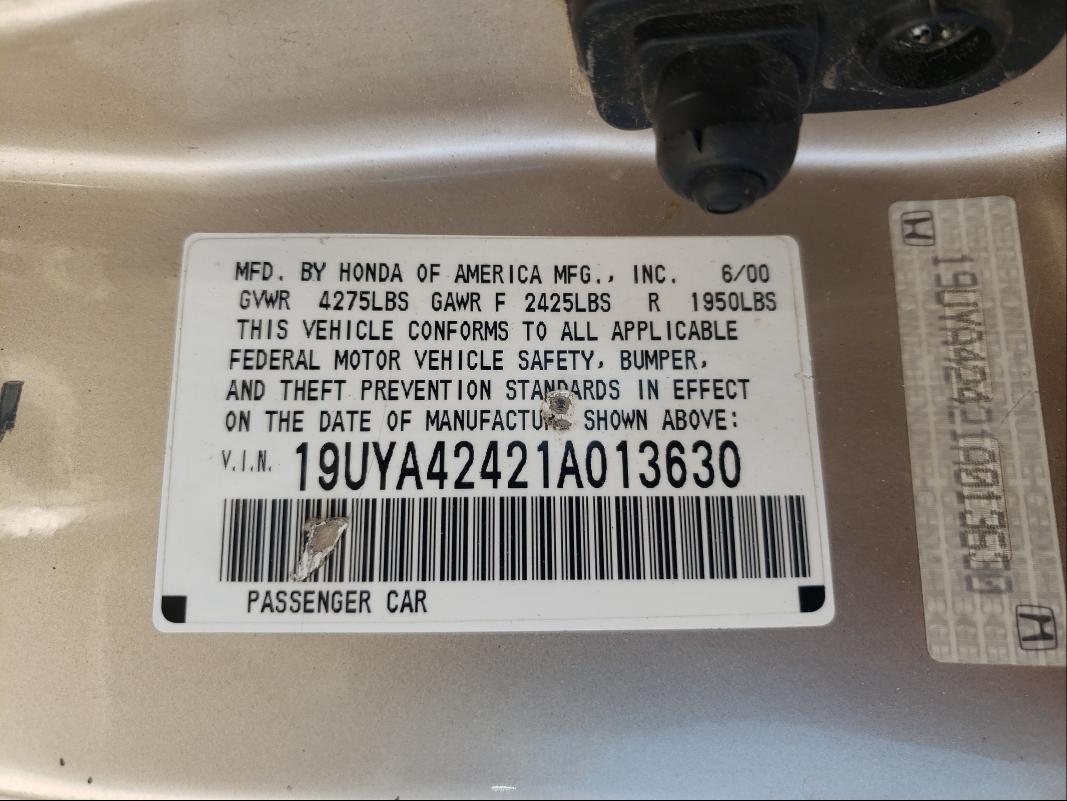 MFD. BY HONDA OF AMERICA MFG., INC. 6/00
GVWR 4275LBS GAWR F 2425LBS R 1950LBS
THIS VEHICLE CONFORMS TO ALL APPLICABLE
FEDERAL MOTOR VEHICLE SAFETY, BUMPER,
AND THEFT PREVENTION STANDARDS IN EFFECT
ON THE DATE OF MANUFACTURE SHOWN ABOVE:
V.I.N. 19UYA42421A013630
PASSENGER CAR
19UYA42421A013630